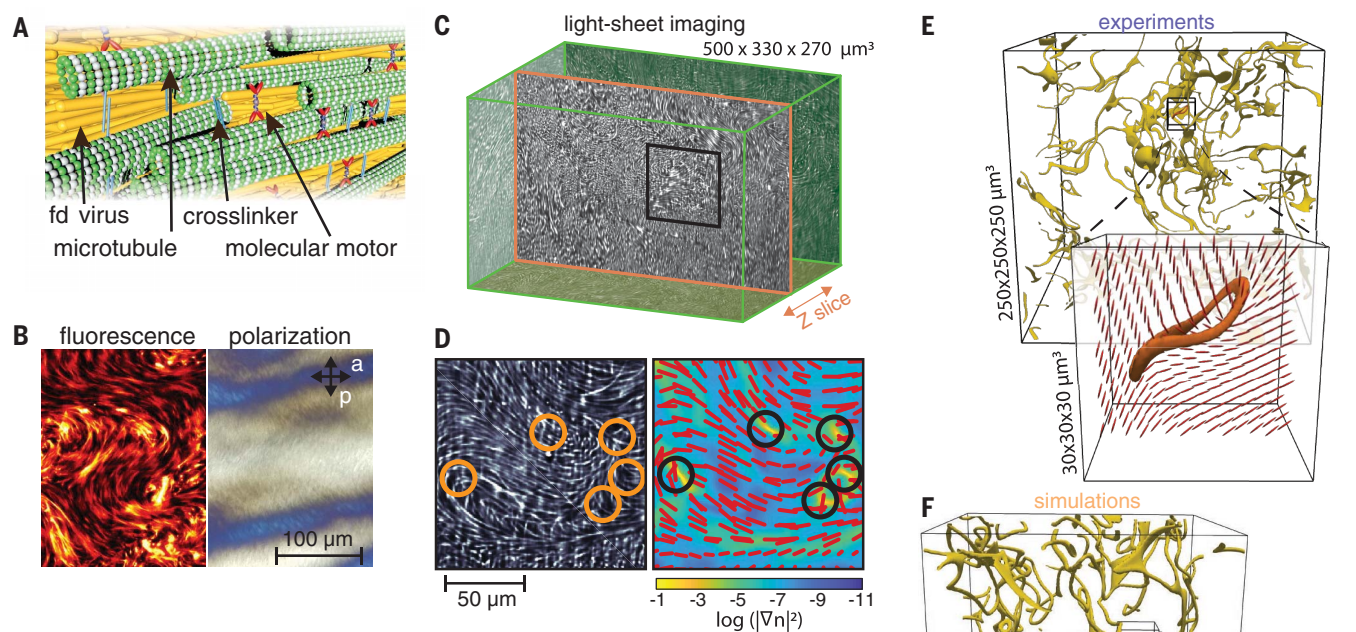 A
fd virus
crosslinker
microtubule
molecular motor
B
fluorescence
polarization
a
p
100 μm
C
light-sheet imaging
500 x 330 x 270 μm³
Z slice
D
50 μm
-1 -3 -5 -7 -9 -11
log (|∇n|²)
E
experiments
250x250x250 μm³
30x30x30 μm³
F
simulations